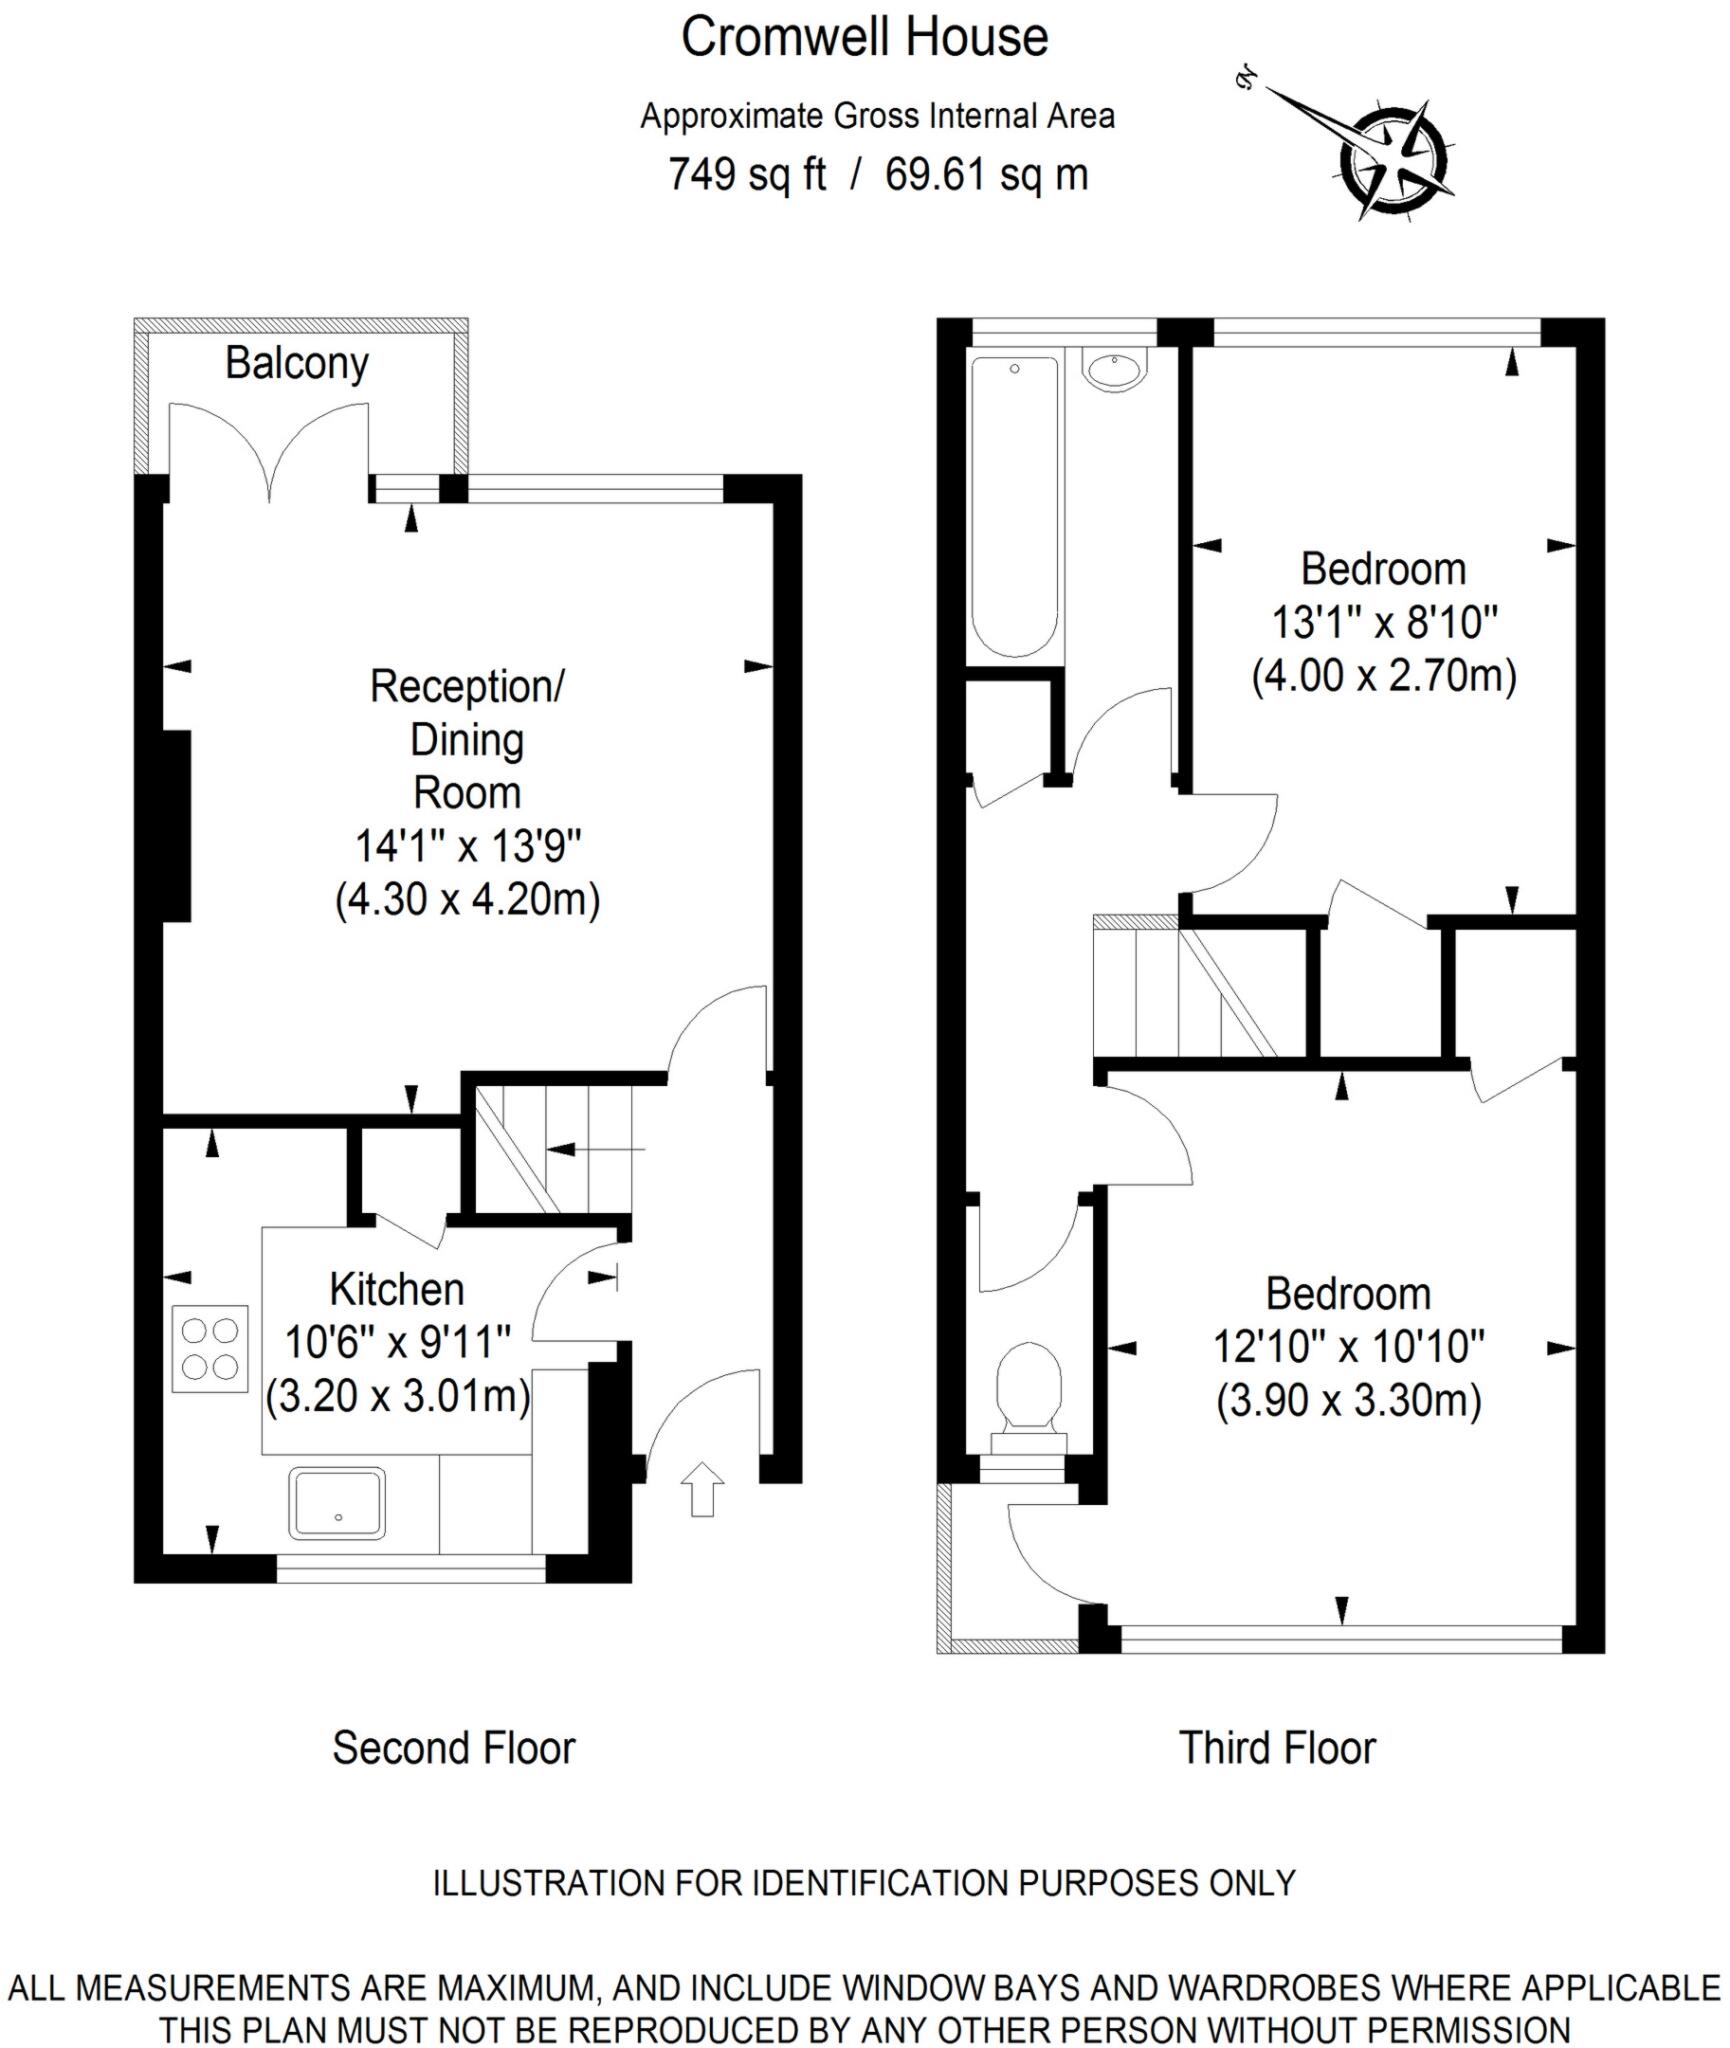 Cromwell House
Approximate Gross Internal Area
749 sq ft / 69.61 sq m
N
Balcony
Reception/
Dining
Room
14'1" x 13'9"
(4.30 x 4.20m)
Kitchen
10'6" x 9'11"
(3.20 x 3.01m)
Second Floor
Bedroom
13'1" x 8'10"
(4.00 x 2.70m)
Bedroom
12'10" x 10'10"
(3.90 x 3.30m)
Third Floor
ILLUSTRATION FOR IDENTIFICATION PURPOSES ONLY
ALL MEASUREMENTS ARE MAXIMUM, AND INCLUDE WINDOW BAYS AND WARDROBES WHERE APPLICABLE
THIS PLAN MUST NOT BE REPRODUCED BY ANY OTHER PERSON WITHOUT PERMISSION